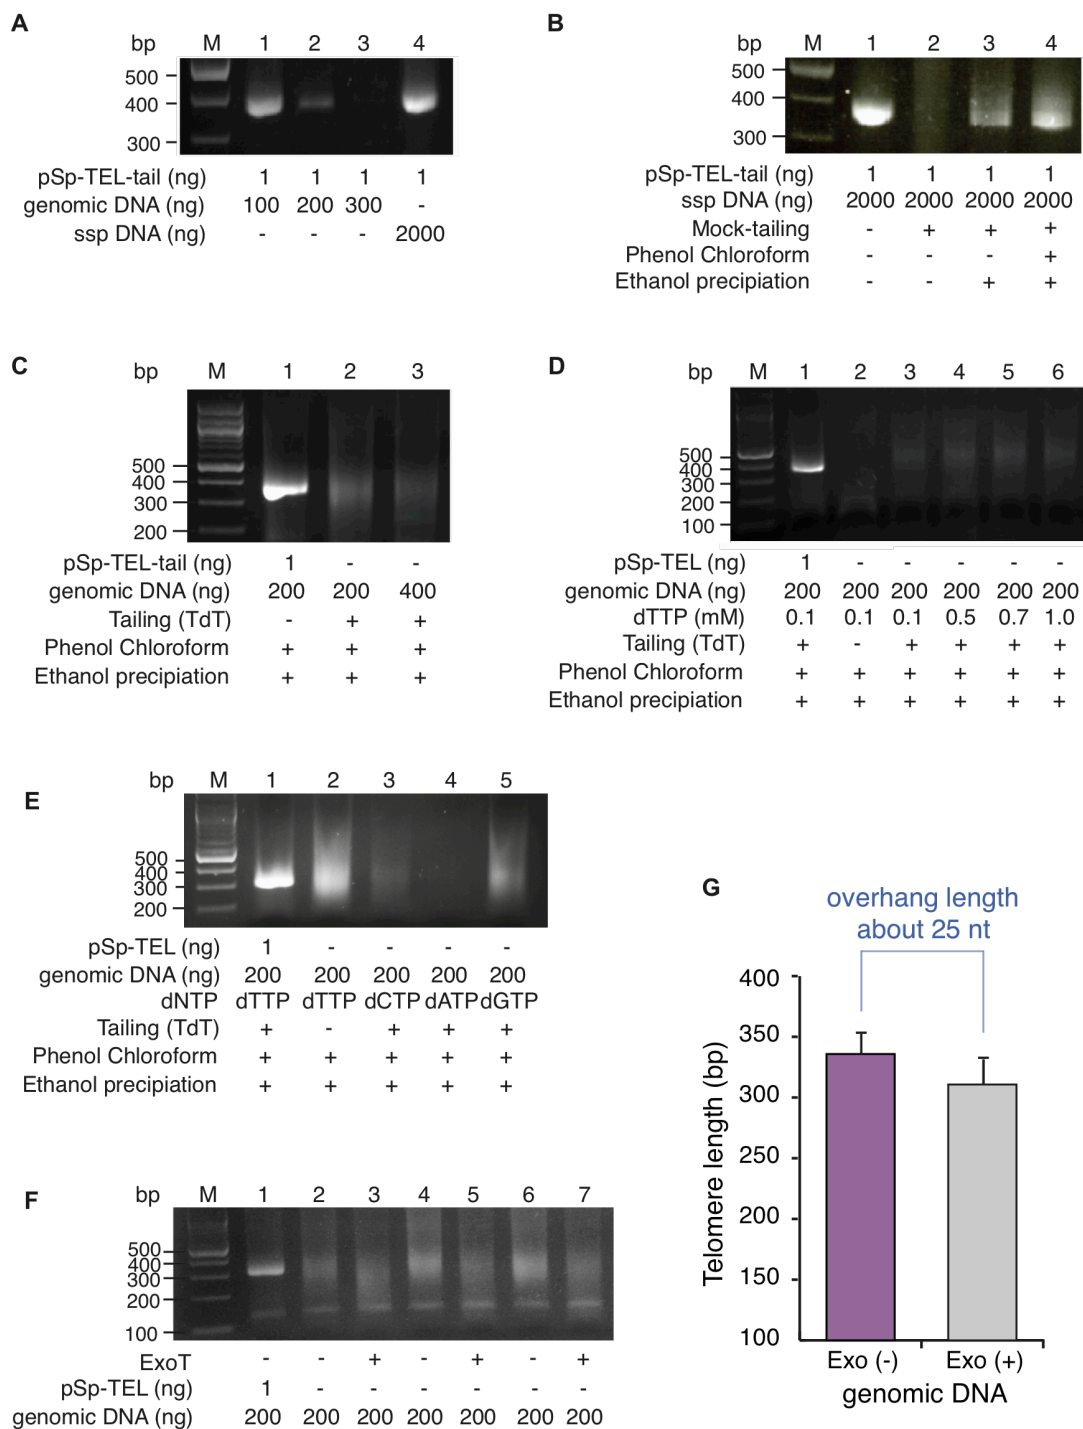 A
bp M 1 2 3 4
500
400
300
pSp-TEL-tail (ng) 1 1 1 1
genomic DNA (ng) 100 200 300 -
ssp DNA (ng) - - - 2000
B
bp M 1 2 3 4
500
400
300
pSp-TEL-tail (ng) 1 1 1 1
ssp DNA (ng) 2000 2000 2000 2000
Mock-tailing - + + +
Phenol Chloroform - - - +
Ethanol precipiation - - + +
C
bp M 1 2 3
500
400
300
200
pSp-TEL-tail (ng) 1 - -
genomic DNA (ng) 200 200 400
Tailing (TdT) - + +
Phenol Chloroform + + +
Ethanol precipiation + + +
D
bp M 1 2 3 4 5 6
500
400
300
200
100
pSp-TEL (ng) 1 - - - - -
genomic DNA (ng) 200 200 200 200 200 200
dTTP (mM) 0.1 0.1 0.1 0.5 0.7 1.0
Tailing (TdT) + - + + + +
Phenol Chloroform + + + + + +
Ethanol precipiation + + + + + +
E
bp M 1 2 3 4 5
500
400
300
200
pSp-TEL (ng) 1 - - - -
genomic DNA (ng) 200 200 200 200 200
dNTP dTTP dTTP dCTP dATP dGTP
Tailing (TdT) + - + + +
Phenol Chloroform + + + + +
Ethanol precipiation + + + + +
F
bp M 1 2 3 4 5 6 7
500
400
300
200
100
ExoT - - + - + - +
pSp-TEL (ng) 1 - - - - - -
genomic DNA (ng) 200 200 200 200 200 200 200
G
overhang length
about 25 nt
Telomere length (bp)
400
350
300
250
200
150
100
Exo (-) Exo (+)
genomic DNA